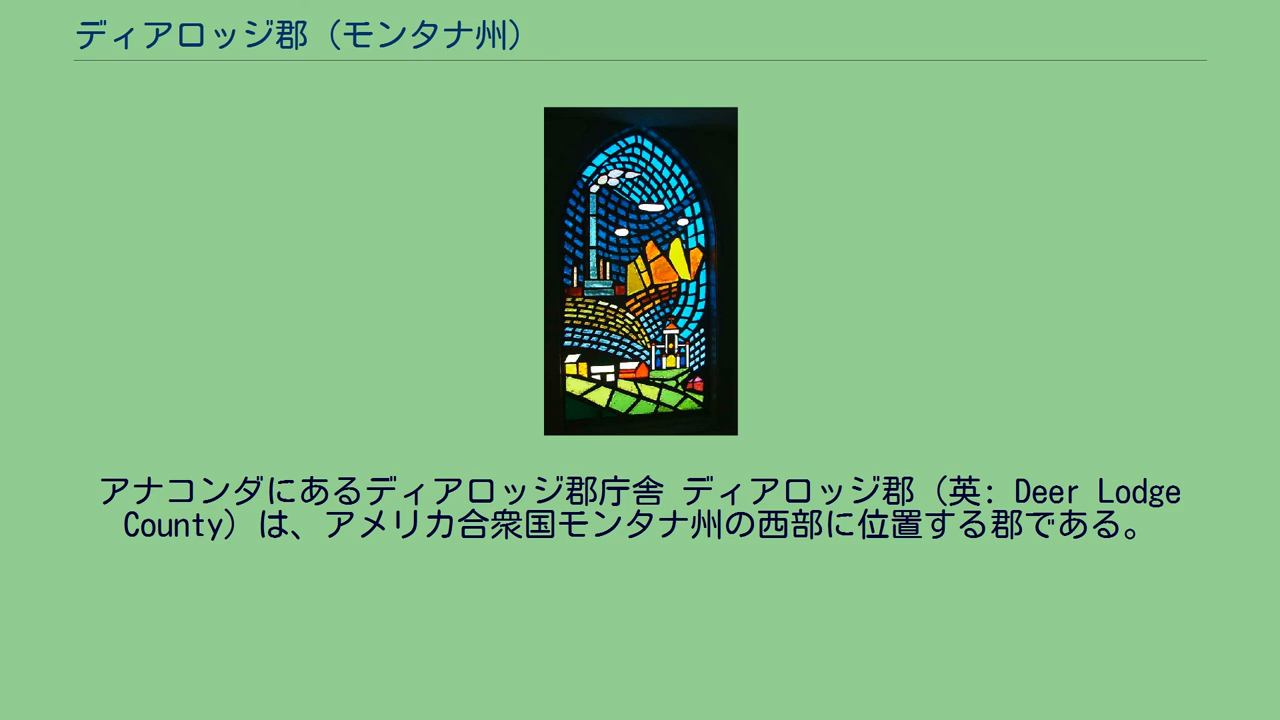 ディアロッジ郡（モンタナ州）
アナコンダにあるディアロッジ郡庁舎 ディアロッジ郡（英: Deer Lodge
County）は、アメリカ合衆国モンタナ州の西部に位置する郡である。